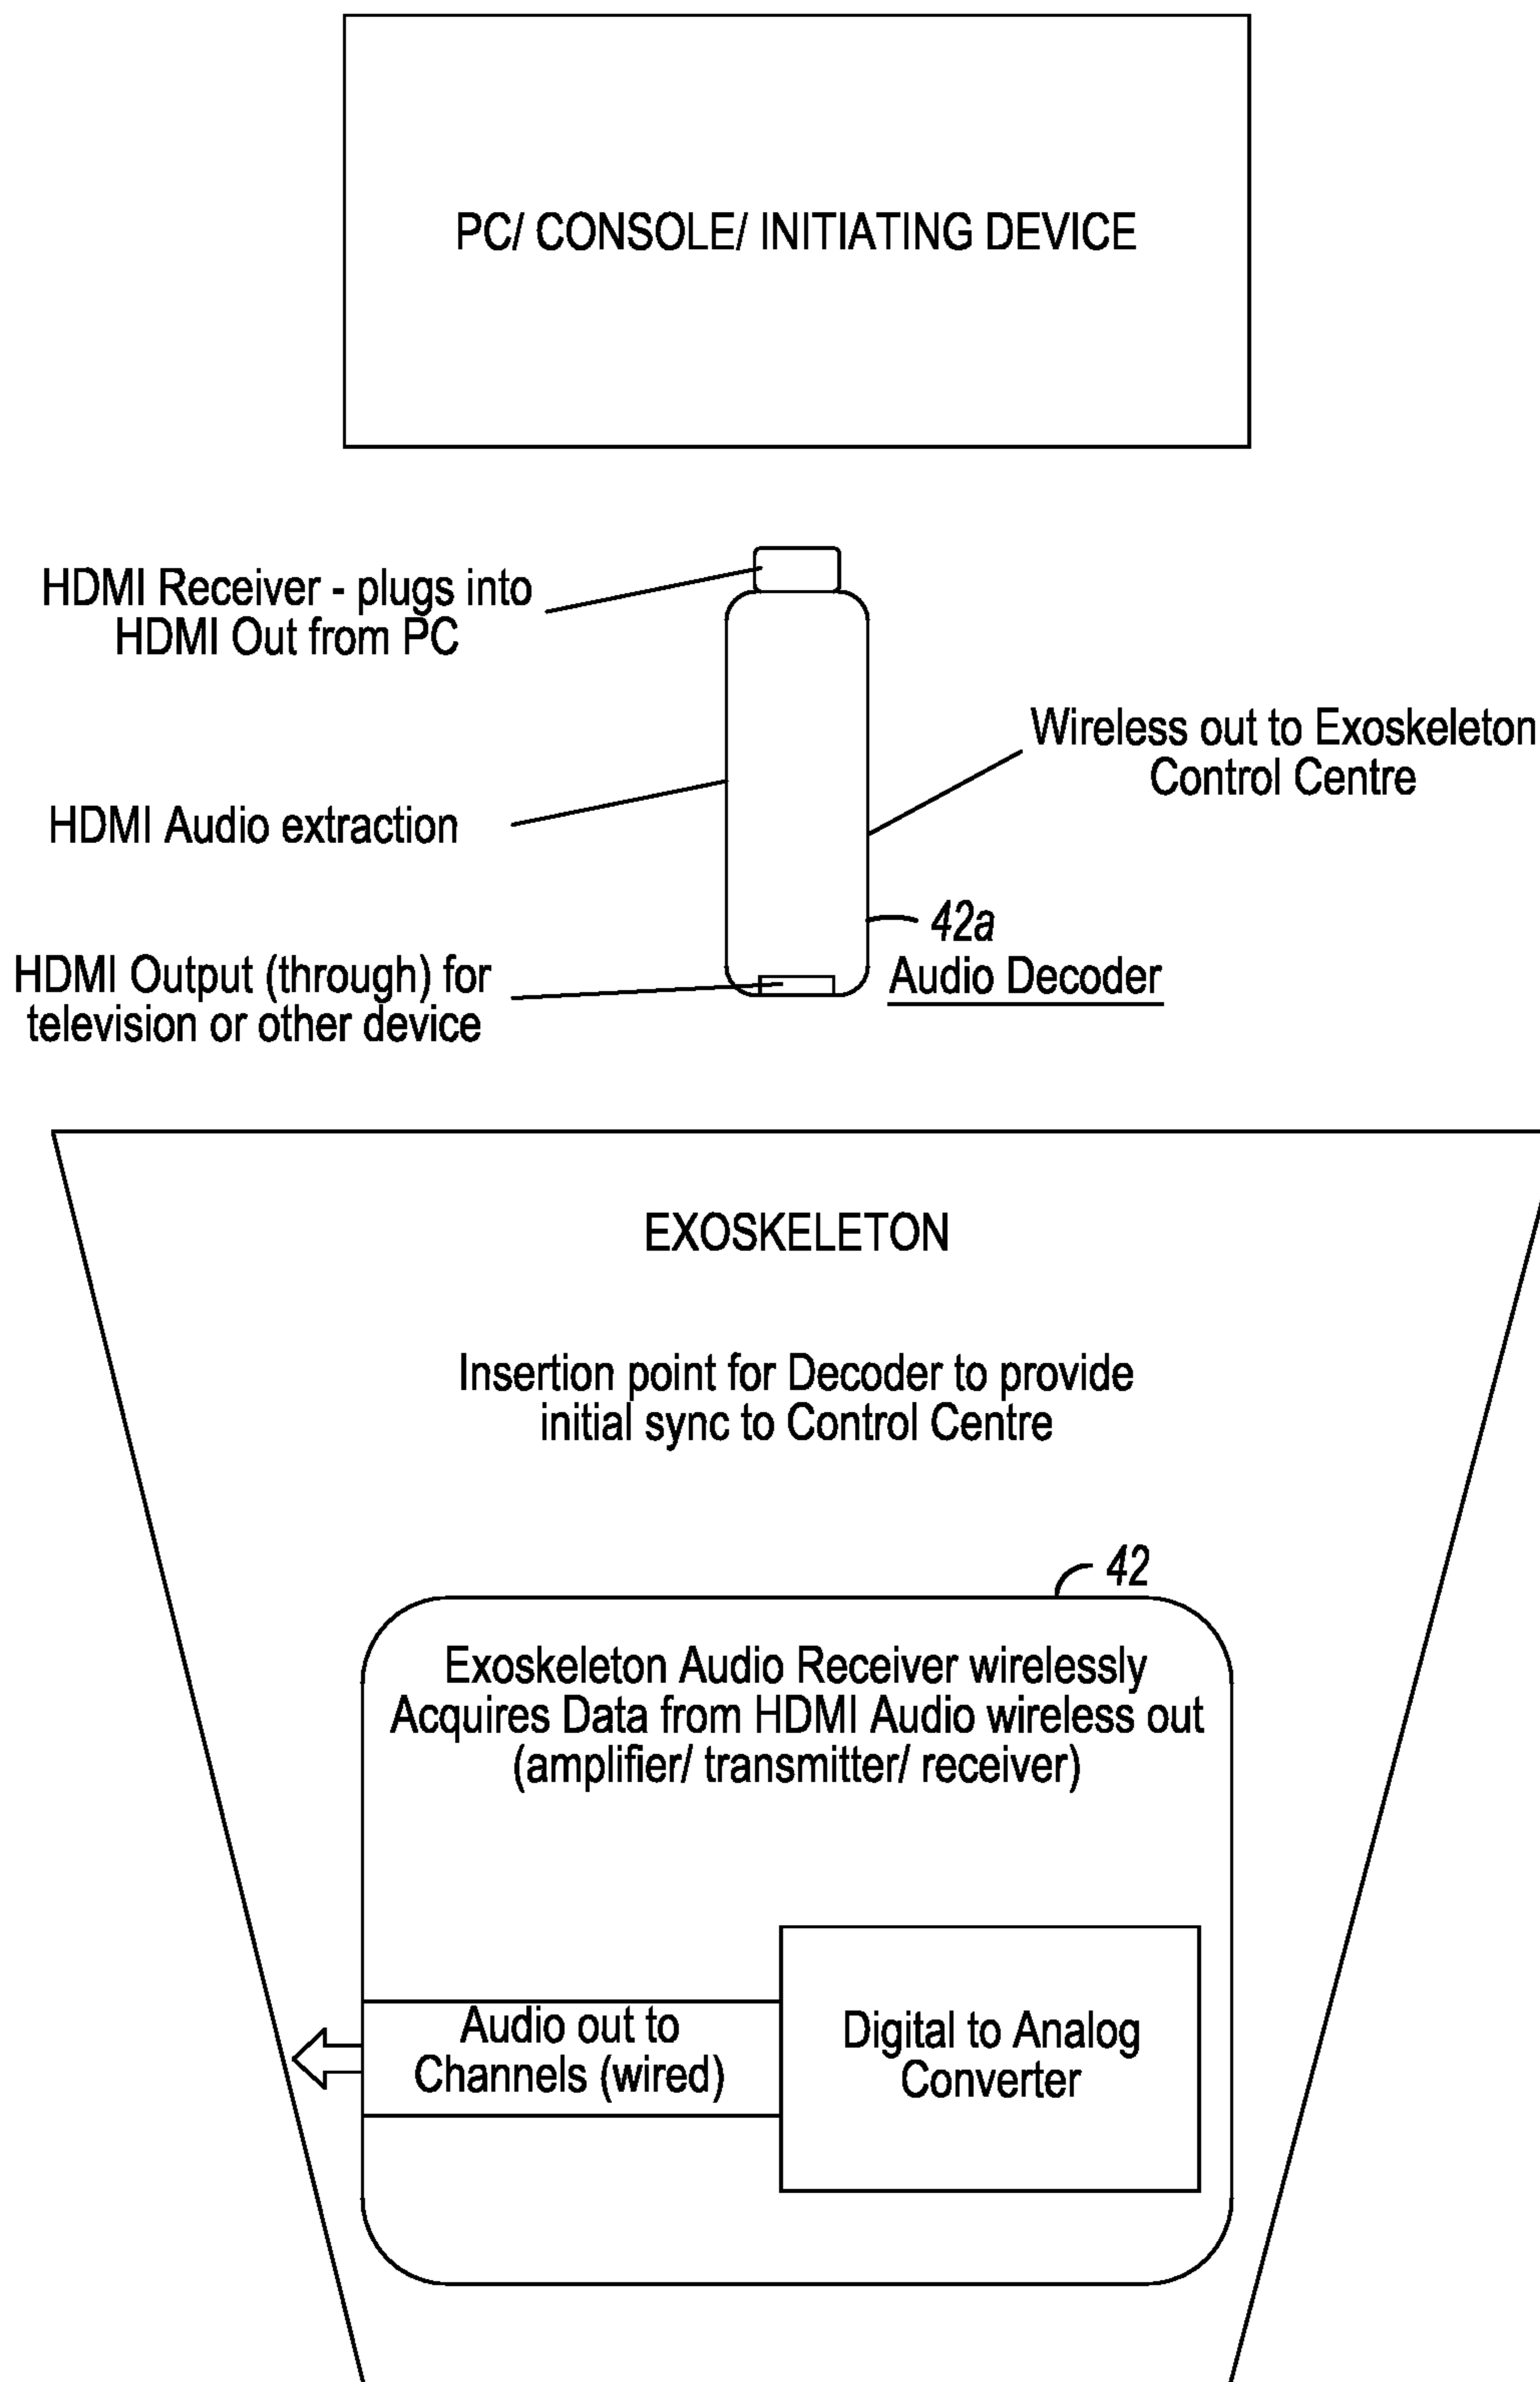 PC/ CONSOLE/ INITIATING DEVICE
HDMI Receiver - plugs into
HDMI Out from PC
Wireless out to Exoskeleton
Control Centre
HDMI Audio extraction
42a
Audio Decoder
HDMI Output (through) for
television or other device
EXOSKELETON
Insertion point for Decoder to provide
initial sync to Control Centre
42
Exoskeleton Audio Receiver wirelessly
Acquires Data from HDMI Audio wireless out
(amplifier/ transmitter/ receiver)
Audio out to
Channels (wired)
Digital to Analog
Converter